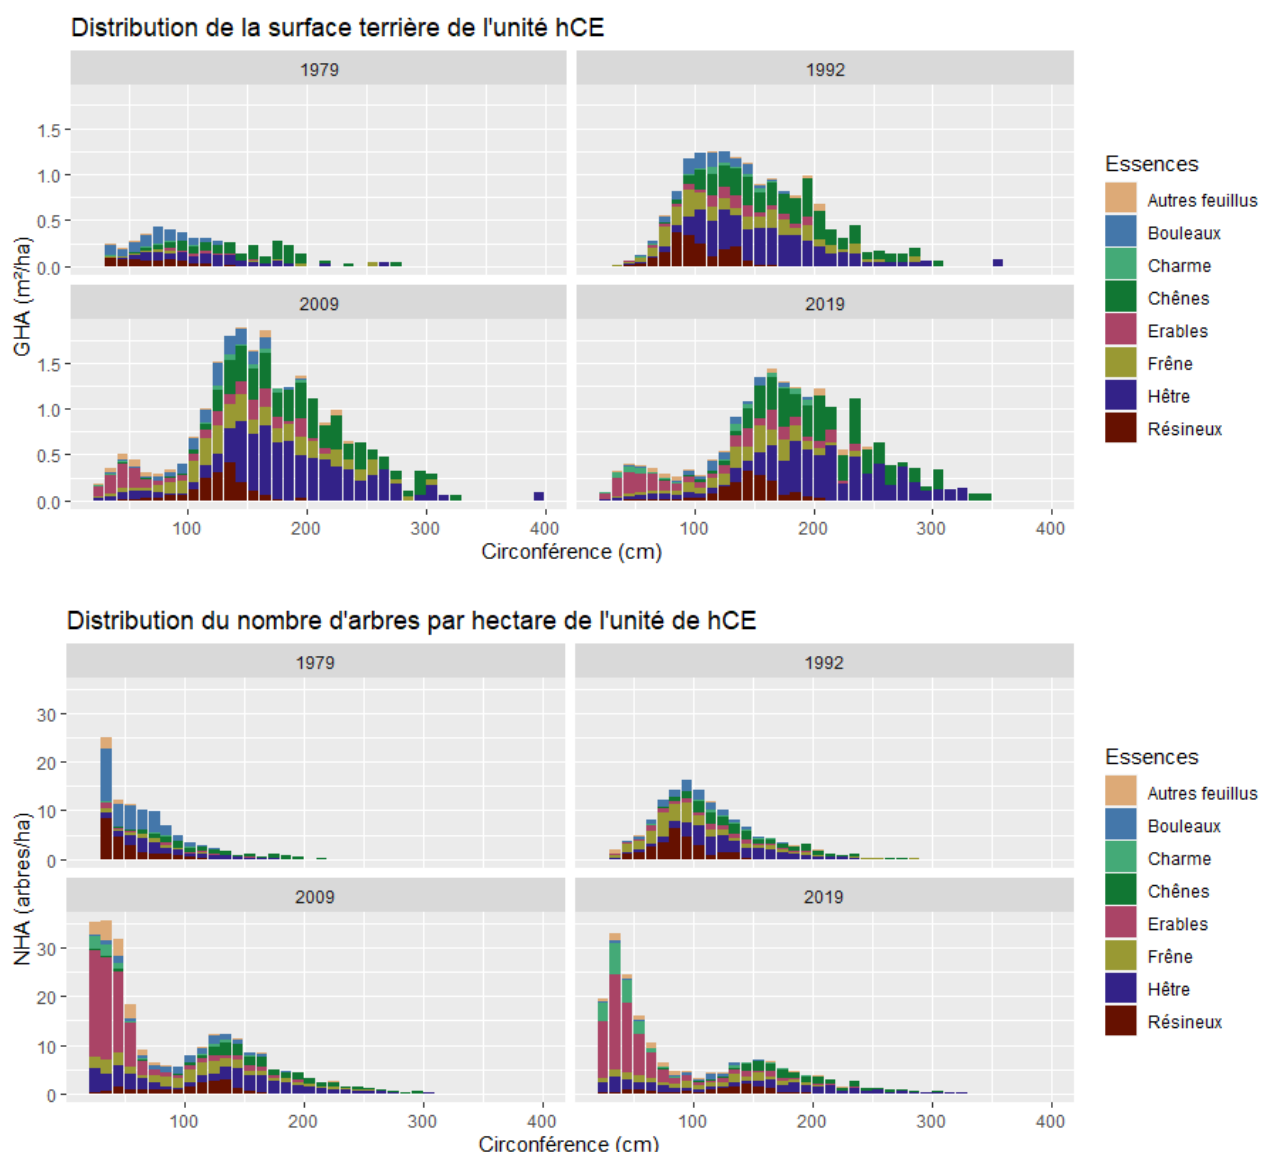 Distribution de la surface terrière de l'unité hCE
1979
1992
1.5
1.0
0.5
0.0
2009
2019
1.5
1.0
0.5
0.0
GHA (m²/ha)
100
200
300
400
100
200
300
400
Circonférence (cm)
Essences
Autres feuillus
Bouleaux
Charme
Chênes
Erables
Frêne
Hêtre
Résineux
Distribution du nombre d'arbres par hectare de l'unité de hCE
1979
1992
30
20
10
0
2009
2019
30
20
10
0
NHA (arbres/ha)
100
200
300
400
100
200
300
400
Circonférence (cm)
Essences
Autres feuillus
Bouleaux
Charme
Chênes
Erables
Frêne
Hêtre
Résineux